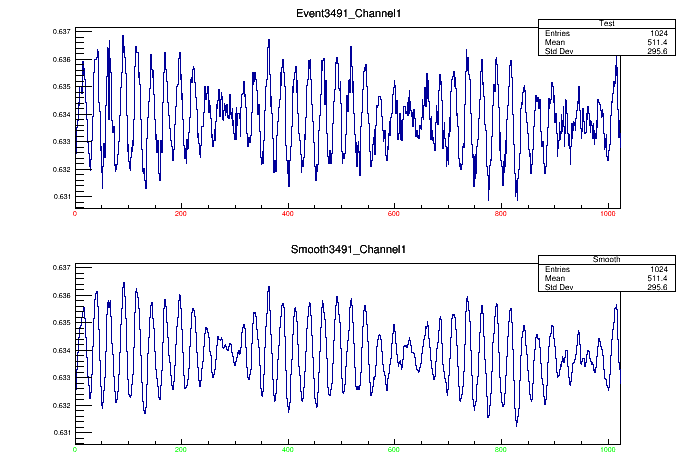 Event3491_Channel1
Test
Entries 1024
Mean 511.4
Std Dev 295.6
0.637
0.636
0.635
0.634
0.633
0.632
0.631
0 200 400 600 800 1000
Smooth3491_Channel1
Smooth
Entries 1024
Mean 511.4
Std Dev 295.6
0.637
0.636
0.635
0.634
0.633
0.632
0.631
0 200 400 600 800 1000